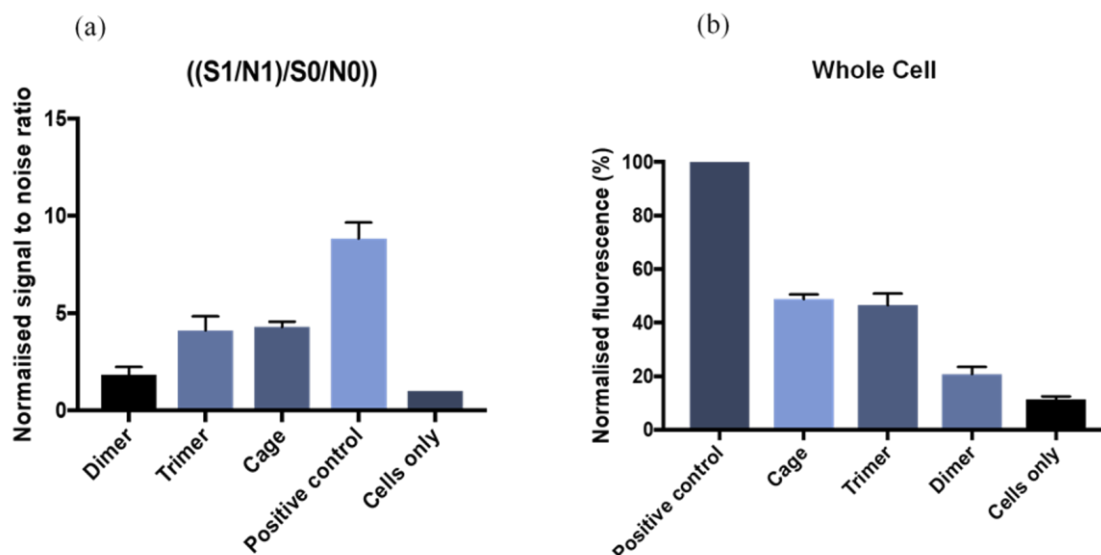 (a)
((S1/N1)/S0/N0))
Normaiised signal to noise ratio
15
10
5
0
Dimer
Trimer
Cage
Positive control
Cells only
(b)
Whole Cell
Normalised fluorescence (%)
100
80
60
40
20
0
Positive control
Cage
Trimer
Dimer
Cells only